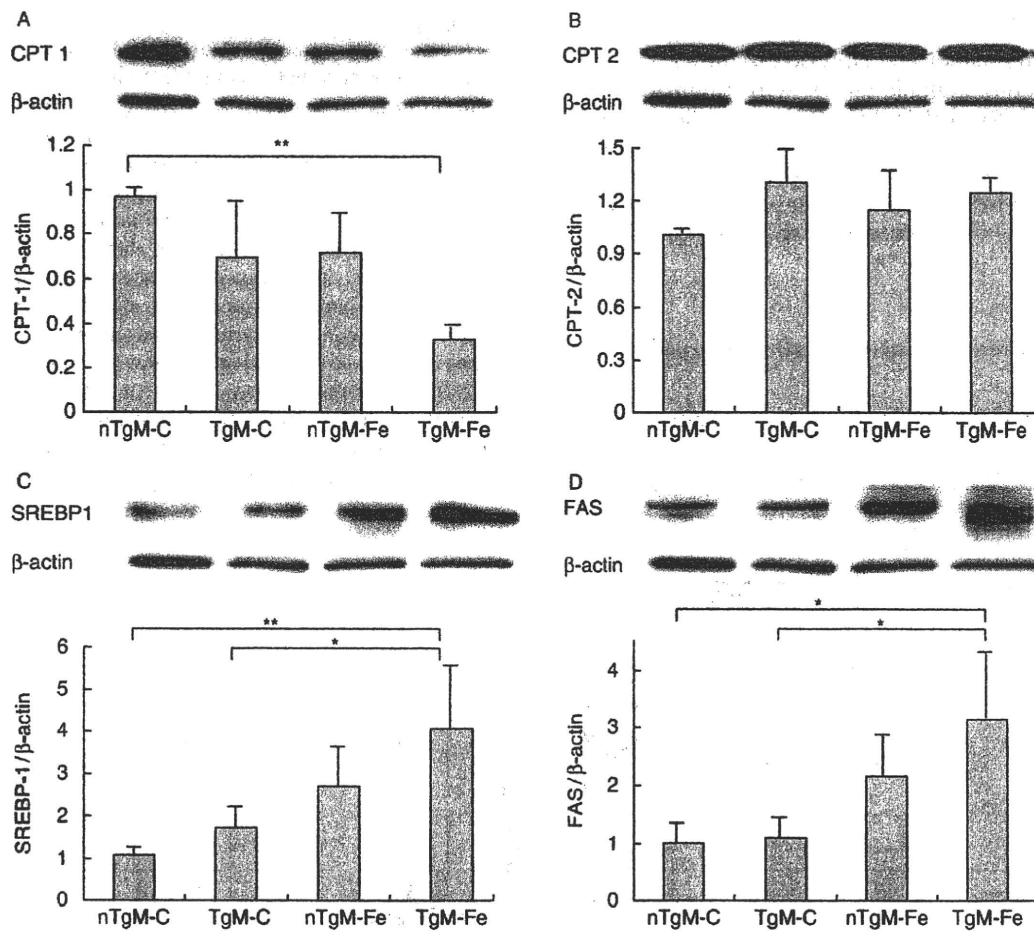 A
CPT 1
β-actin
**
1.2
1
0.8
0.6
0.4
0.2
0
CPT-1/β-actin
nTgM-C TgM-C nTgM-Fe TgM-Fe
B
CPT 2
β-actin
1.5
1.2
0.9
0.6
1.3
0
CPT-2/β-actin
nTgM-C TgM-C nTgM-Fe TgM-Fe
C
SREBP1
β-actin
**
*
6
5
4
3
2
1
0
SREBP-1/β-actin
nTgM-C TgM-C nTgM-Fe TgM-Fe
D
FAS
β-actin
*
*
4
3
2
1
0
FAS/β-actin
nTgM-C TgM-C nTgM-Fe TgM-Fe